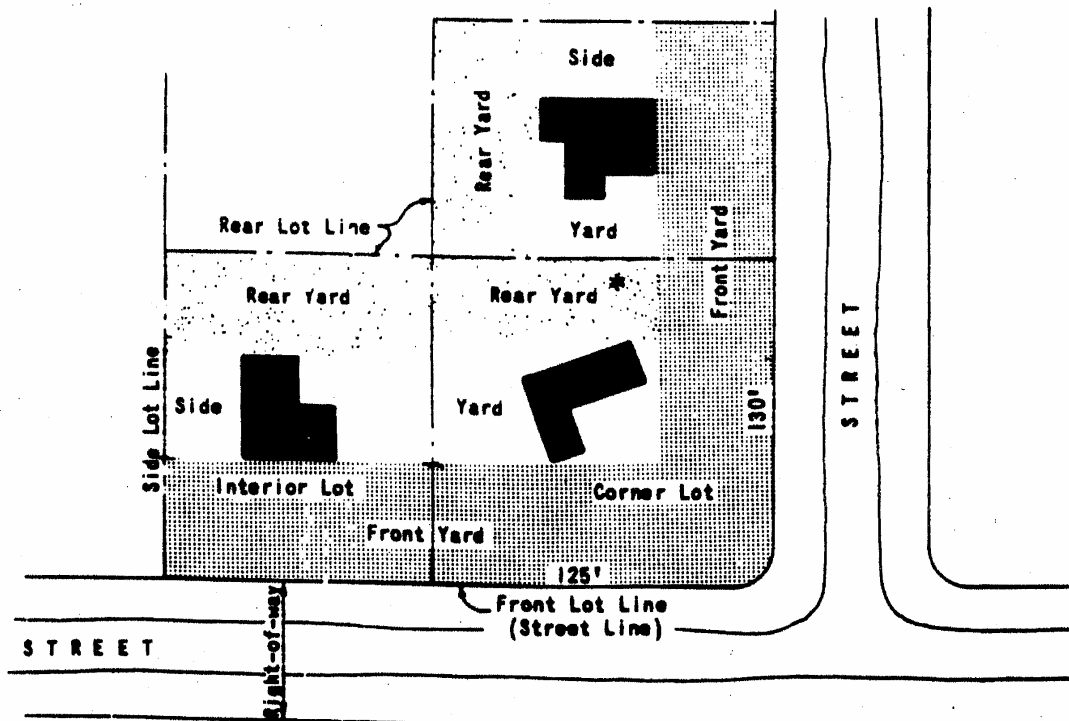 Side
Rear Yard
Rear Lot Line
Yard
Front Yard
Rear Yard
Rear Yard *
STREET
Side Lot Line
Side
Yard
130'
Interior Lot
Corner Lot
Front Yard
125'
Front Lot Line
(Street Line)
STREET
Right-of-way